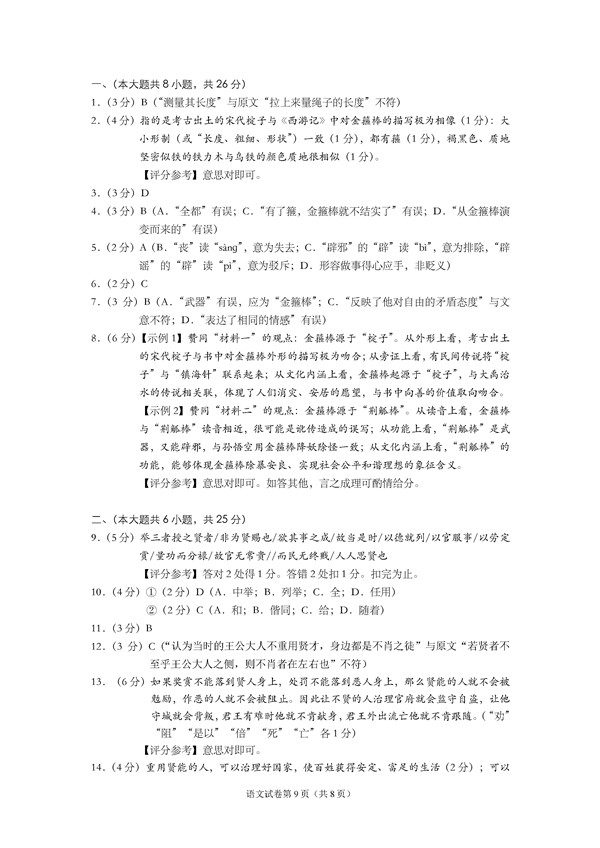 一、（本大题共 8 小题，共 26 分）
1.（3 分）B（“测量其长度”与原文“拉上来量绳子的长度”不符）
2.（4 分）指的是考古出土的宋代椗子与《西游记》中对金箍棒的描写极为相像（1 分）：大
小形制（或“长度、粗细、形状”）一致（1 分），都有箍（1 分），褐黑色、质地
坚密似铁的铁力木与乌铁的颜色质地很相似（1 分）。
【评分参考】意思对即可。
3.（3 分）D
4.（3 分）B（A．“全都”有误；C．“有了箍，金箍棒就不结实了”有误；D．“从金箍棒演
变而来的”有误）
5.（2 分）A（B．“丧”读“sàng”，意为失去；C．“辟邪”的“辟”读“bì”，意为排除，“辟
谣”的“辟”读“pì”，意为驳斥；D．形容做事得心应手，非贬义）
6.（2 分）C
7.（3 分）B（A．“武器”有误，应为“金箍棒”；C．“反映了他对自由的矛盾态度”与文
意不符；D．“表达了相同的情感”有误）
8.（6 分）【示例 1】赞同“材料一”的观点：金箍棒源于“椗子”。从外形上看，考古出土
的宋代椗子与书中对金箍棒外形的描写极为吻合；从旁证上看，有民间传说将“椗
子”与“镇海针”联系起来；从文化内涵上看，金箍棒起源于“椗子”，与大禹治
水的传说相关联，体现了人们消灾、安居的愿望，与书中向善的价值取向吻合。
【示例 2】赞同“材料二”的观点：金箍棒源于“荆觚棒”。从读音上看，金箍棒
与“荆觚棒”读音相近，很可能是讹传造成的误写；从功能上看，“荆觚棒”是武
器，又能辟邪，与孙悟空用金箍棒降妖除怪一致；从文化内涵上看，“荆觚棒”的
功能，能够体现金箍棒除暴安良、实现社会公平和谐理想的象征含义。
【评分参考】意思对即可。如答其他，言之成理可酌情给分。
二、（本大题共 6 小题，共 25 分）
9.（5 分）举三者授之贤者/非为贤赐也/欲其事之成/故当是时/以德就列/以官服事/以劳定
赏/量功而分禄/故官无常贵//而民无终贱/人人思贤也
【评分参考】答对 2 处得 1 分。答错 2 处扣 1 分。扣完为止。
10.（4 分）①（2 分）D（A．中举；B．列举；C．全；D．任用）
②（2 分）C（A．和；B．偕同；C．给；D．随着）
11.（3 分）B
12.（3 分）C（“认为当时的王公大人不重用贤才，身边都是不肖之徒”与原文“若贤者不
至乎王公大人之侧，则不肖者在左右也”不符）
13.（6 分）如果奖赏不能落到贤人身上，处罚不能落到恶人身上，那么贤能的人就不会被
勉励，作恶的人就不会被阻止。因此让不贤的人治理官府就会监守自盗，让他
守城就会背叛，君王有难时他就不肯献身，君王外出流亡他就不肯跟随。（“劝”
“阻”“是以”“倍”“死”“亡”各 1 分）
【评分参考】意思对即可。
14.（4 分）重用贤能的人，可以治理好国家，使百姓获得安定、富足的生活（2 分）；可以
语文试卷第 9 页（共 8 页）